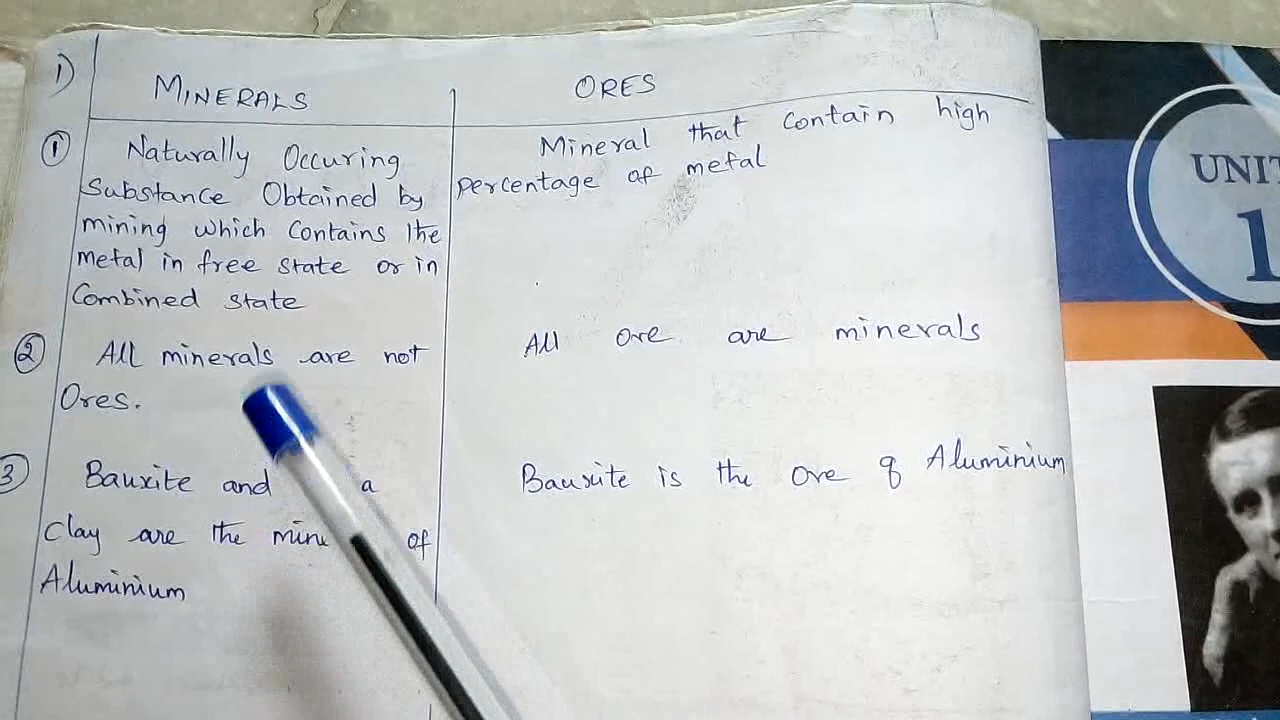 1)
MINERALS
ORES
① Naturally Occuring
Substance Obtained by
mining which Contains the
metal in free state or in
Combined state
Mineral that Contain high
percentage of metal
② All minerals are not
Ores.
All Ore are minerals
③ Bauxite and a
Clay are the of
Aluminium
Bauxite is the Ore of Aluminium
UNIT
1